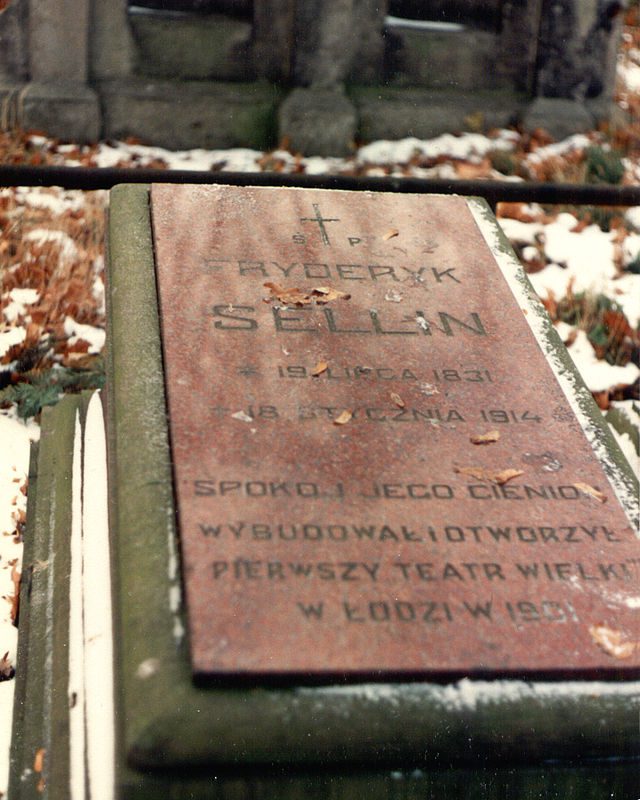 Ś P
FRYDERYK
SELLIN
* 19 LIPCA 1831
+ 18 STYCZNIA 1914
SPOKÓJ JEGO CIENIOM
WYBUDOWAŁ I OTWORZYŁ
PIERWSZY TEATR WIELKI
W ŁODZI W 1901